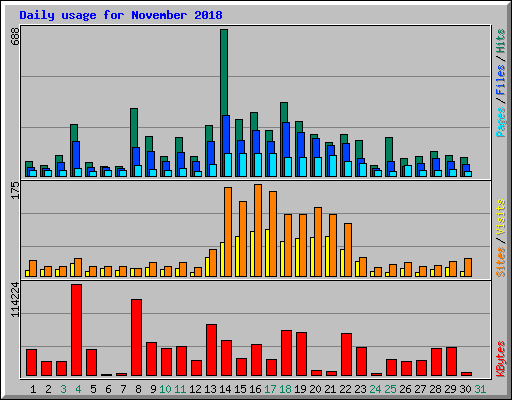 Daily usage for November 2018
688
Pages / Files / Hits
175
Sites / Visits
114224
KBytes
1 2 3 4 5 6 7 8 9 10 11 12 13 14 15 16 17 18 19 20 21 22 23 24 25 26 27 28 29 30 31